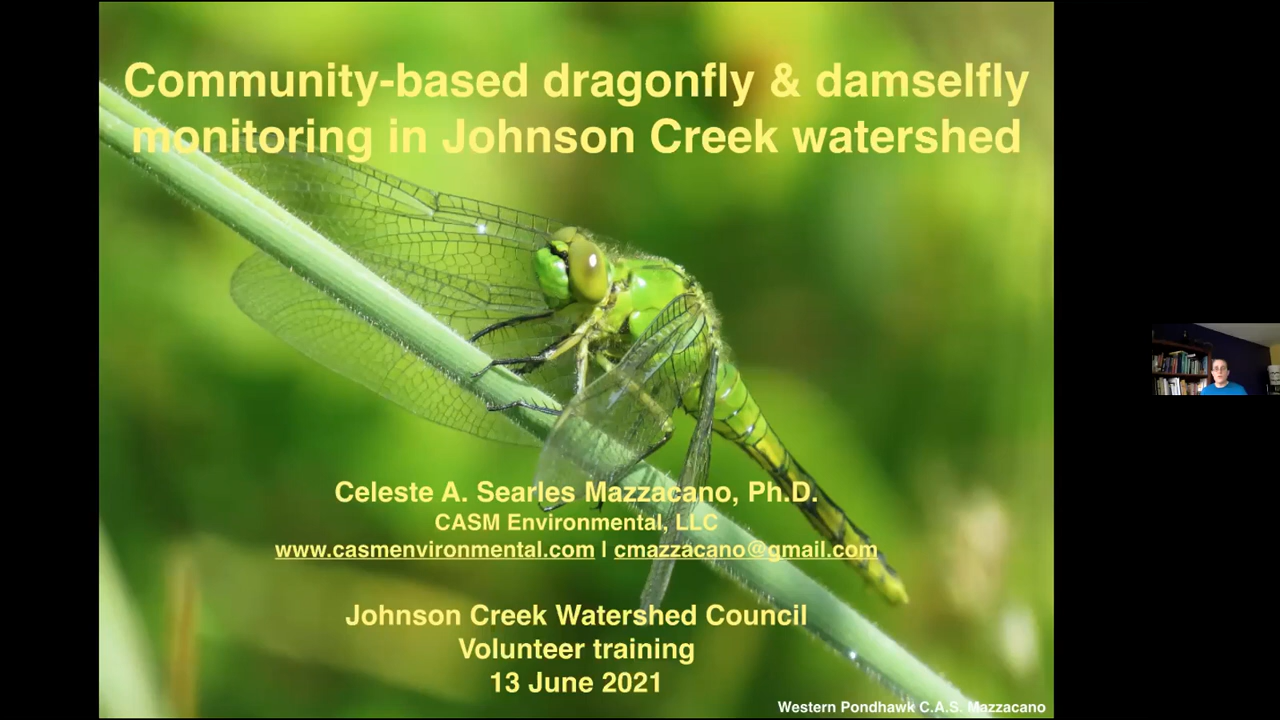 Community-based dragonfly & damselfly
monitoring in Johnson Creek watershed
Celeste A. Searles Mazzacano, Ph.D.
CASM Environmental, LLC
www.casmenvironmental.com | cmazzacano@gmail.com
Johnson Creek Watershed Council
Volunteer training
13 June 2021
Western Pondhawk C.A.S. Mazzacano